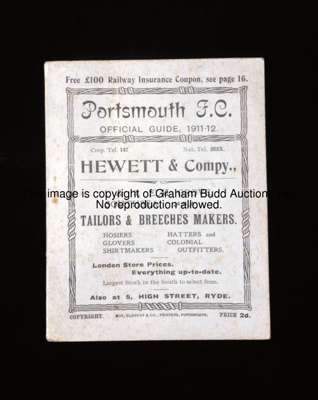 Free £100 Railway Insurance Coupon, see page 16.
Portsmouth F.C.
OFFICIAL GUIDE, 1911-12.
Corp. Tel. 147. Nat. Tel.
HEWETT & Compy.,
image is copyright of Graham Budd Auction
No reproduction allowed.
TAILORS & BREECHES MAKERS.
HOSIERS HATTERS and
GLOVERS COLONIAL
SHIRTMAKERS OUTFITTERS.
London Store Prices.
Everything up-to-date.
Largest Stock in the South to select from.
Also at 5, HIGH STREET, RYDE.
COPYRIGHT. PRICE 2d.